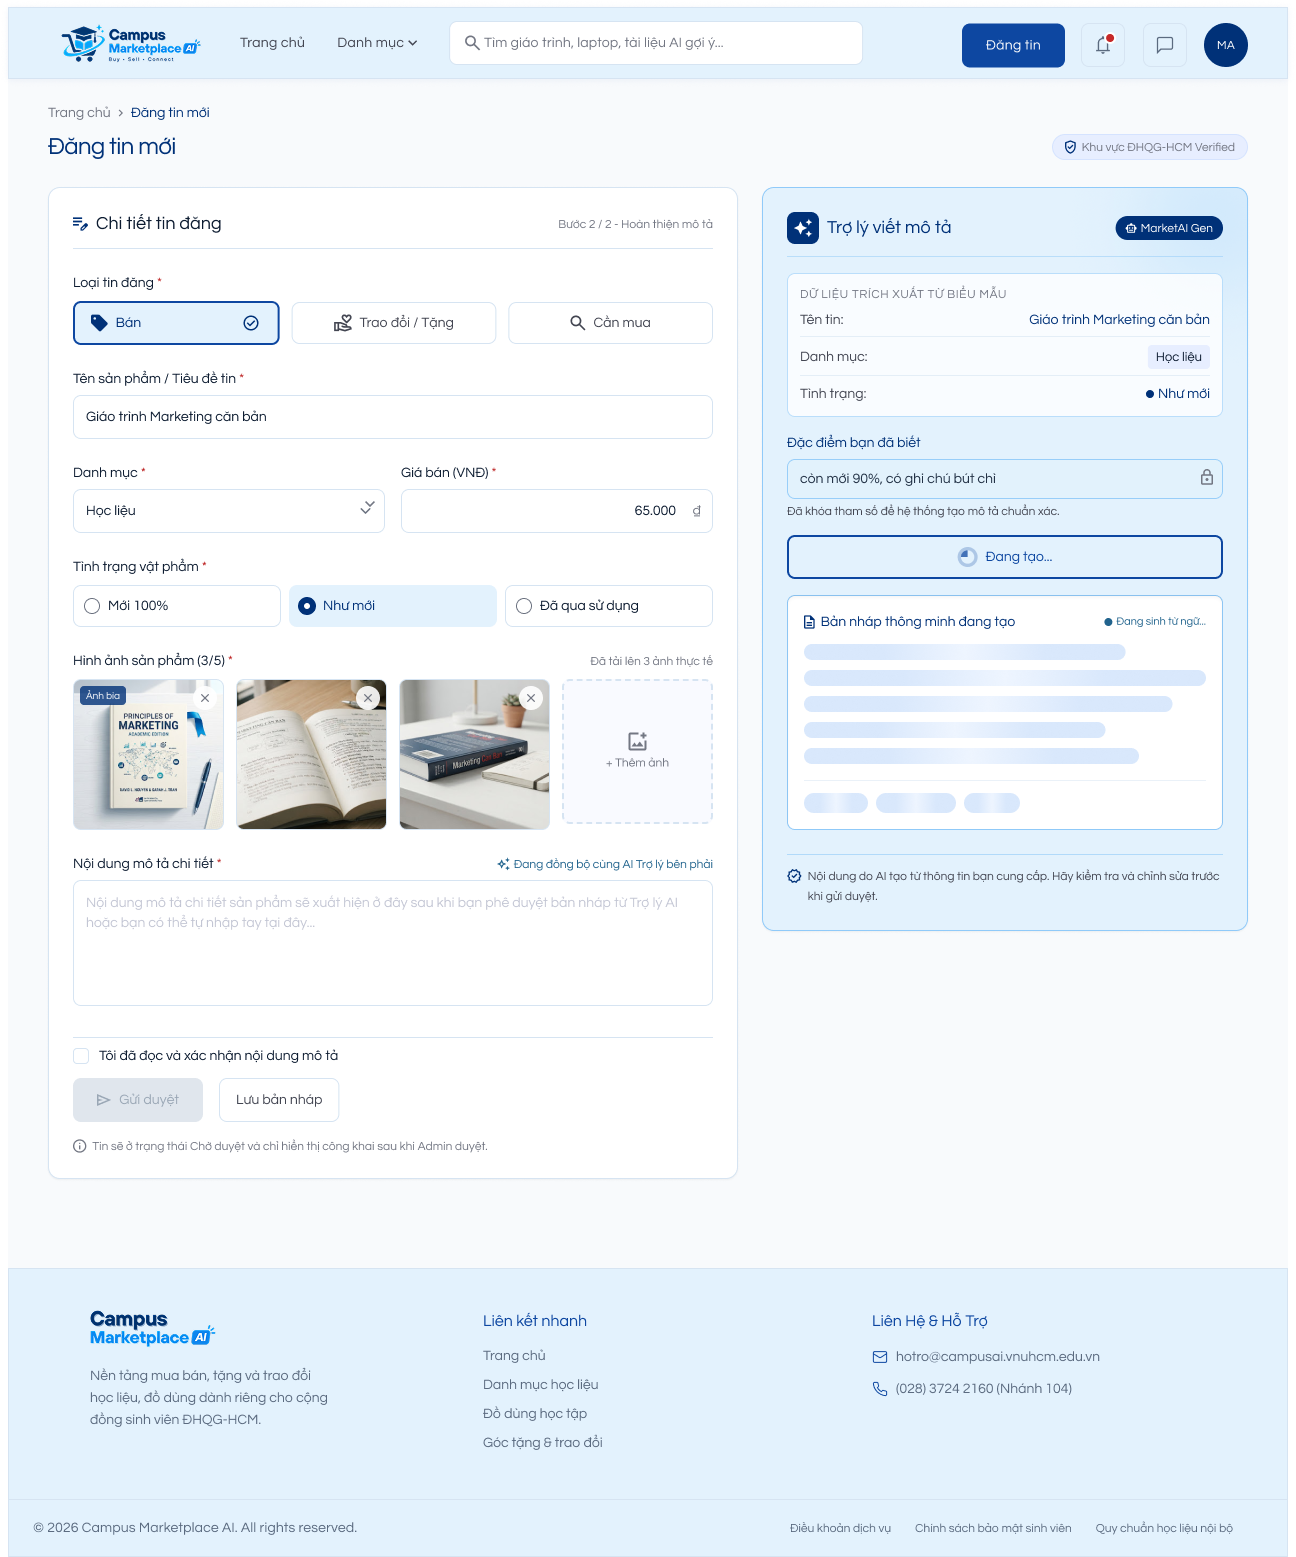 Campus
Marketplace AI
Buy • Sell • Connect
Trang chủ
Danh mục
Tìm giáo trình, laptop, tài liệu AI gợi ý...
Đăng tin
MA
Trang chủ > Đăng tin mới
Đăng tin mới
Khu vực ĐHQG-HCM Verified
Chi tiết tin đăng
Bước 2 / 2 - Hoàn thiện mô tả
Loại tin đăng *
Bán
Trao đổi / Tặng
Cần mua
Tên sản phẩm / Tiêu đề tin *
Giáo trình Marketing căn bản
Danh mục *
Giá bán (VNĐ) *
Học liệu
65.000 ₫
Tình trạng vật phẩm *
Mới 100%
Như mới
Đã qua sử dụng
Hình ảnh sản phẩm (3/5) *
Đã tải lên 3 ảnh thực tế
Ảnh bìa
PRINCIPLES OF
MARKETING
ACADEMIC EDITION
Marketing
+ Thêm ảnh
Nội dung mô tả chi tiết *
Đang đồng bộ cùng AI Trợ lý bên phải
Nội dung mô tả chi tiết sản phẩm sẽ xuất hiện ở đây sau khi bạn phê duyệt bản nháp từ Trợ lý AI
hoặc bạn có thể tự nhập tay tại đây...
Tôi đã đọc và xác nhận nội dung mô tả
Gửi duyệt
Lưu bản nháp
Tin sẽ ở trạng thái Chờ duyệt và chỉ hiển thị công khai sau khi Admin duyệt.
Trợ lý viết mô tả
MarketAI Gen
DỮ LIỆU TRÍCH XUẤT TỪ BIỂU MẪU
Tên tin:
Giáo trình Marketing căn bản
Danh mục:
Học liệu
Tình trạng:
Như mới
Đặc điểm bạn đã biết
còn mới 90%, có ghi chú bút chì
Đã khóa tham số để hệ thống tạo mô tả chuẩn xác.
Đang tạo...
Bản nháp thông minh đang tạo
Đang sinh từ ngữ...
Nội dung do AI tạo từ thông tin bạn cung cấp. Hãy kiểm tra và chỉnh sửa trước
khi gửi duyệt.
Campus
Marketplace AI
Nền tảng mua bán, tặng và trao đổi
học liệu, đồ dùng dành riêng cho cộng
đồng sinh viên ĐHQG-HCM.
Liên kết nhanh
Trang chủ
Danh mục học liệu
Đồ dùng học tập
Góc tặng & trao đổi
Liên Hệ & Hỗ Trợ
hotro@campusai.vnuhcm.edu.vn
(028) 3724 2160 (Nhánh 104)
© 2026 Campus Marketplace AI. All rights reserved.
Điều khoản dịch vụ
Chính sách bảo mật sinh viên
Quy chuẩn học liệu nội bộ